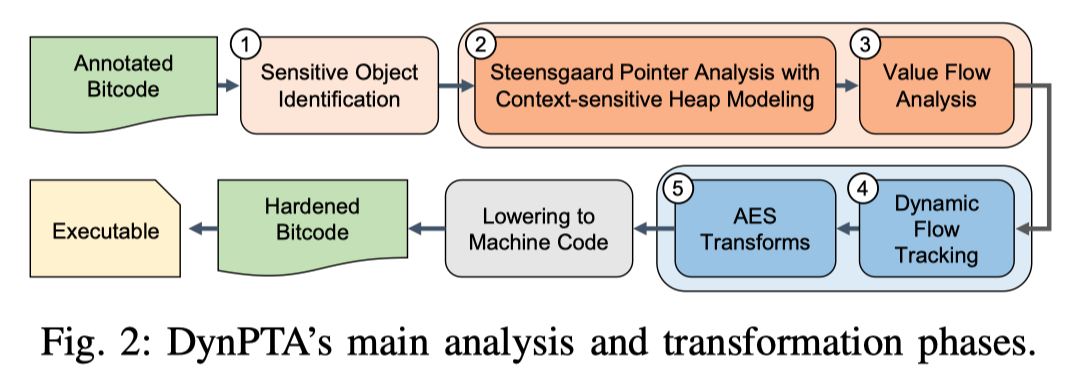 Annotated
Bitcode
1
Sensitive Object
Identification
2
Steensgaard Pointer Analysis with
Context-sensitive Heap Modeling
3
Value Flow
Analysis
Executable
Hardened
Bitcode
Lowering to
Machine Code
5
AES
Transforms
4
Dynamic
Flow
Tracking
Fig. 2: DynPTA's main analysis and transformation phases.